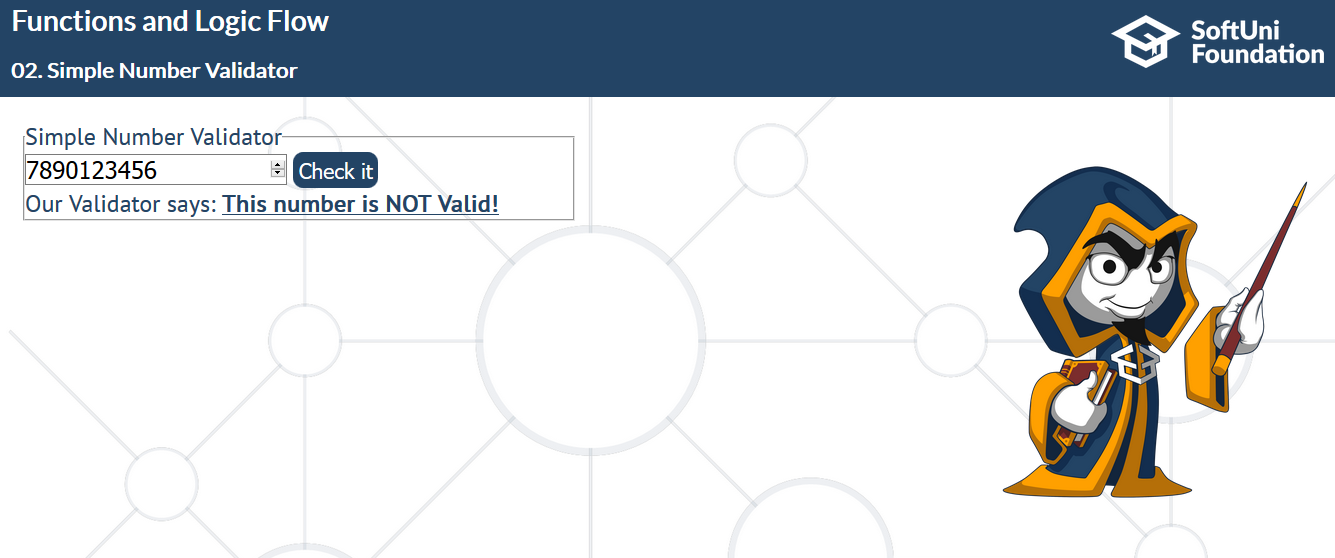 Functions and Logic Flow
02. Simple Number Validator
SoftUni
Foundation
Simple Number Validator
7890123456
Check it
Our Validator says: This number is NOT Valid!